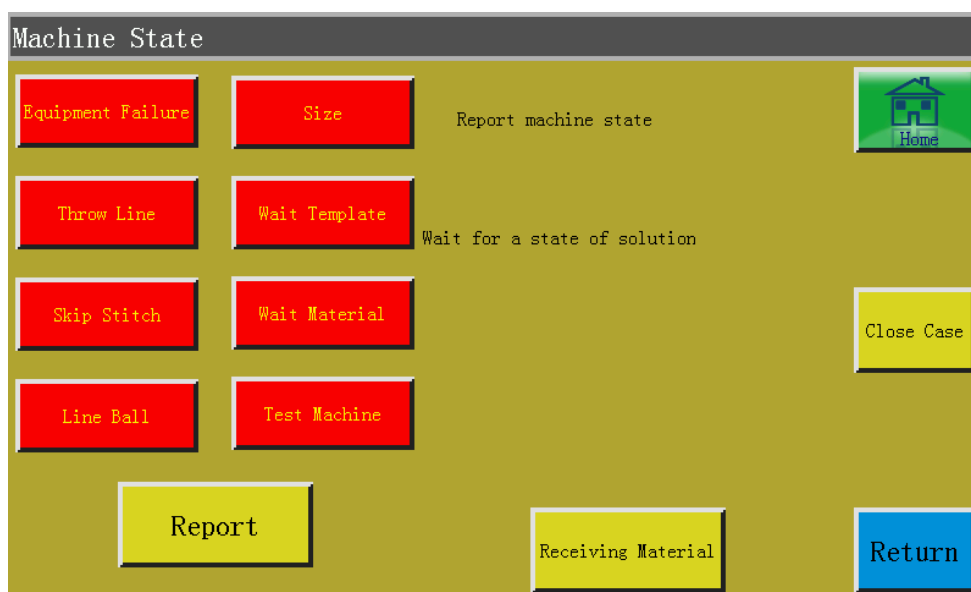 Machine State
Equipment Failure
Size
Report machine state
Home
Throw Line
Wait Template
Wait for a state of solution
Skip Stitch
Wait Material
Close Case
Line Ball
Test Machine
Report
Receiving Material
Return